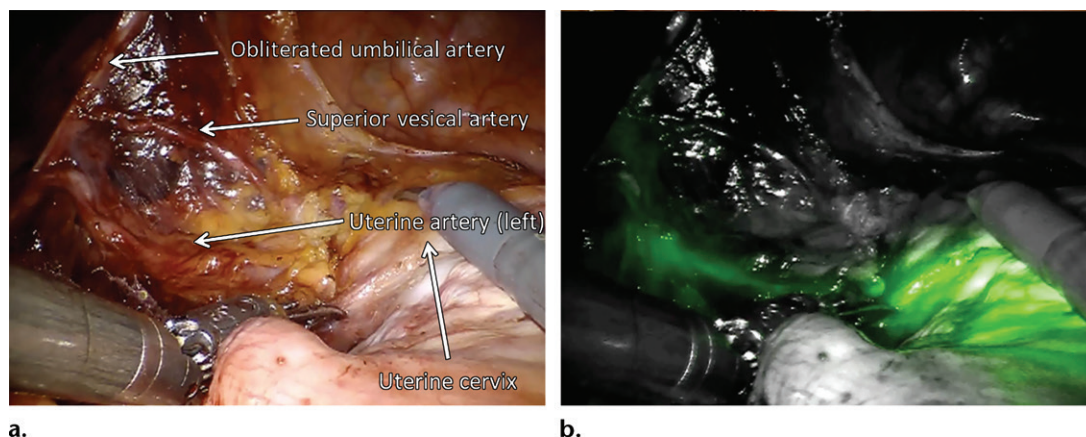 Obliterated umbilical artery
Superior vesical artery
Uterine artery (left)
Uterine cervix
a.
b.